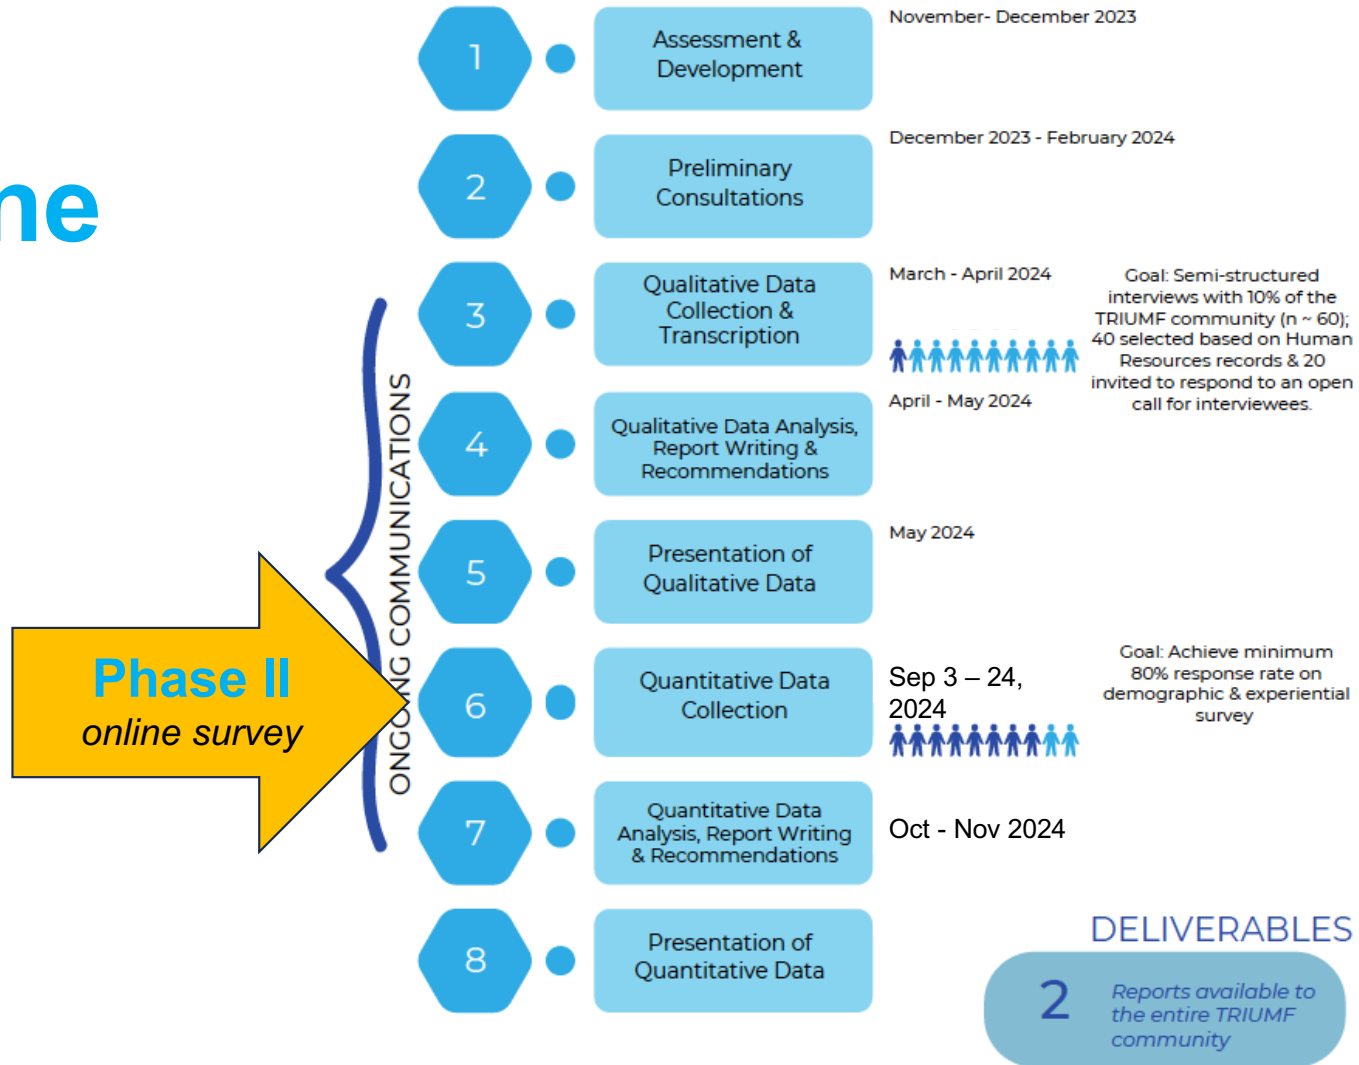 ne
1
Assessment &
Development
November- December 2023
2
Preliminary
Consultations
December 2023 - February 2024
3
Qualitative Data
Collection &
Transcription
March - April 2024
Goal: Semi-structured
interviews with 10% of the
TRIUMF community (n ~ 60);
40 selected based on Human
Resources records & 20
invited to respond to an open
call for interviewees.
ONGOING COMMUNICATIONS
4
Qualitative Data Analysis,
Report Writing &
Recommendations
April - May 2024
5
Presentation of
Qualitative Data
May 2024
Phase II
online survey
6
Quantitative Data
Collection
Sep 3 – 24,
2024
Goal: Achieve minimum
80% response rate on
demographic & experiential
survey
7
Quantitative Data
Analysis, Report Writing
& Recommendations
Oct - Nov 2024
8
Presentation of
Quantitative Data
DELIVERABLES
2
Reports available to
the entire TRIUMF
community